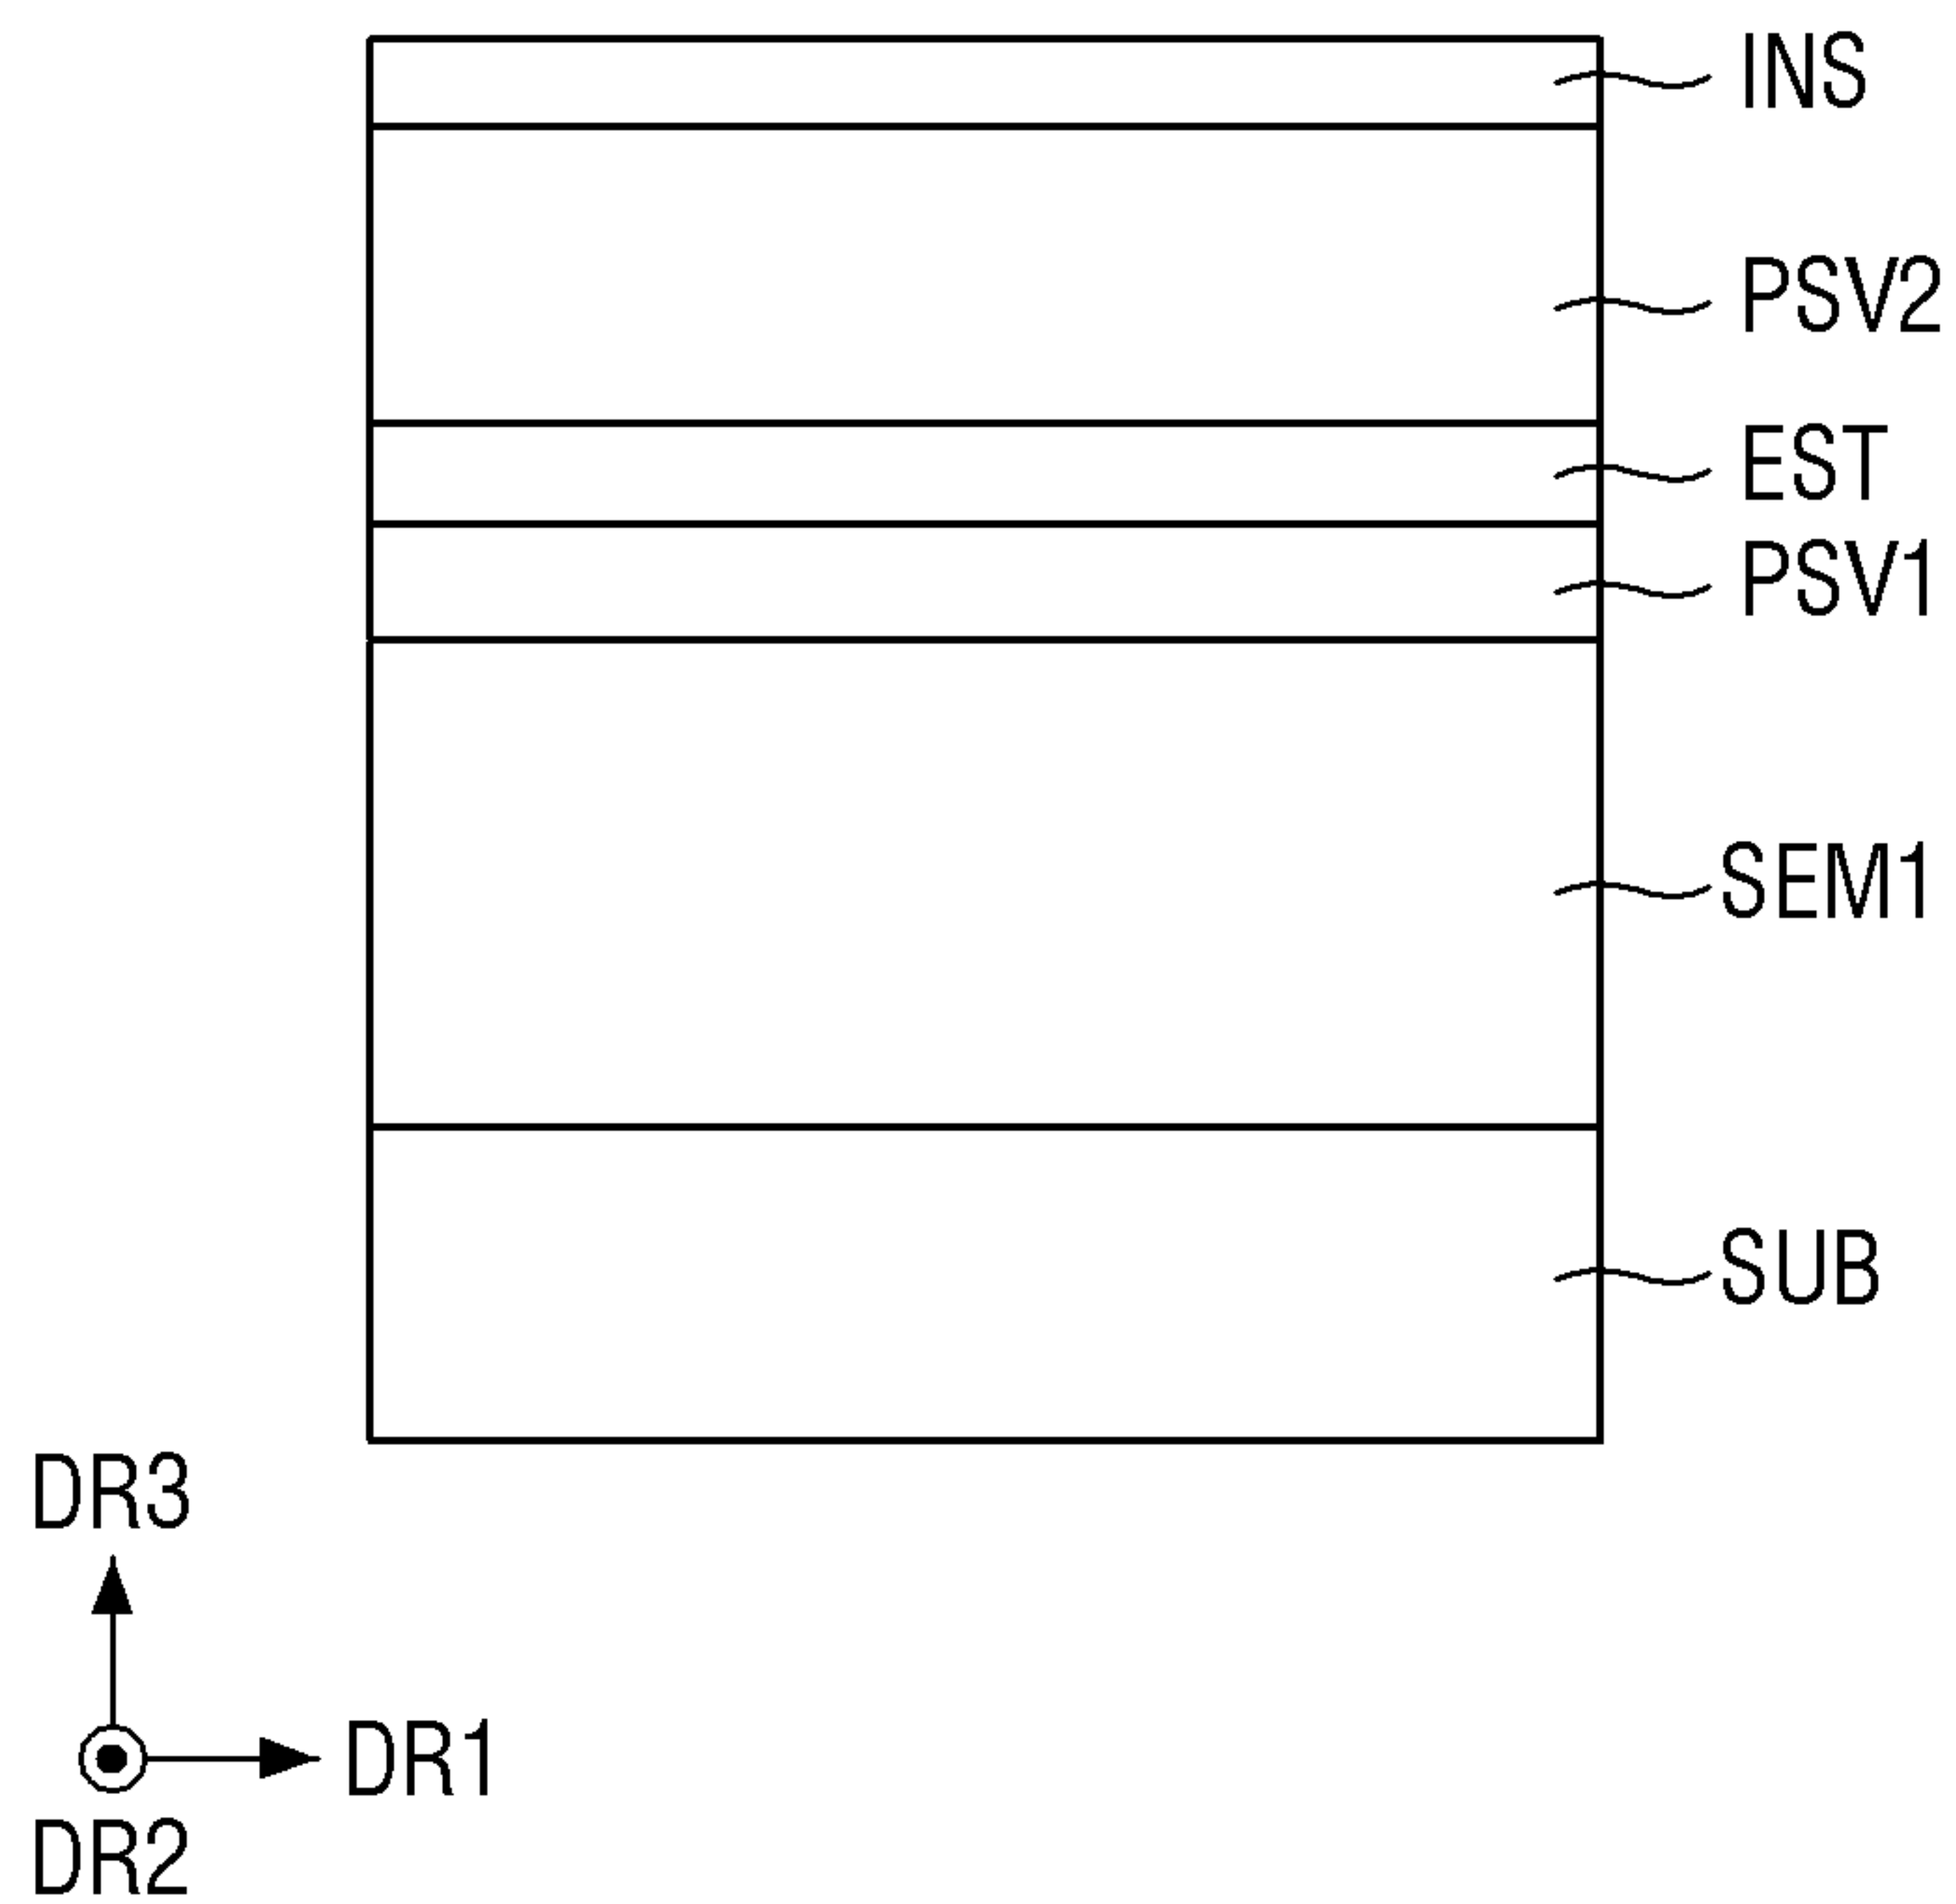 INS
PSV2
EST
PSV1
SEM1
SUB
DR3
DR1
DR2